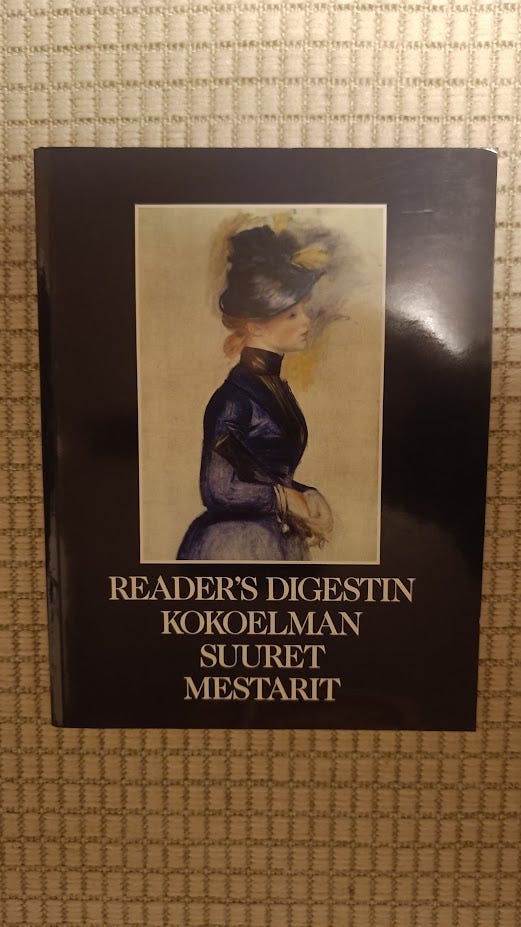 READER'S DIGESTIN
KOKOELMAN
SUURET
MESTARIT